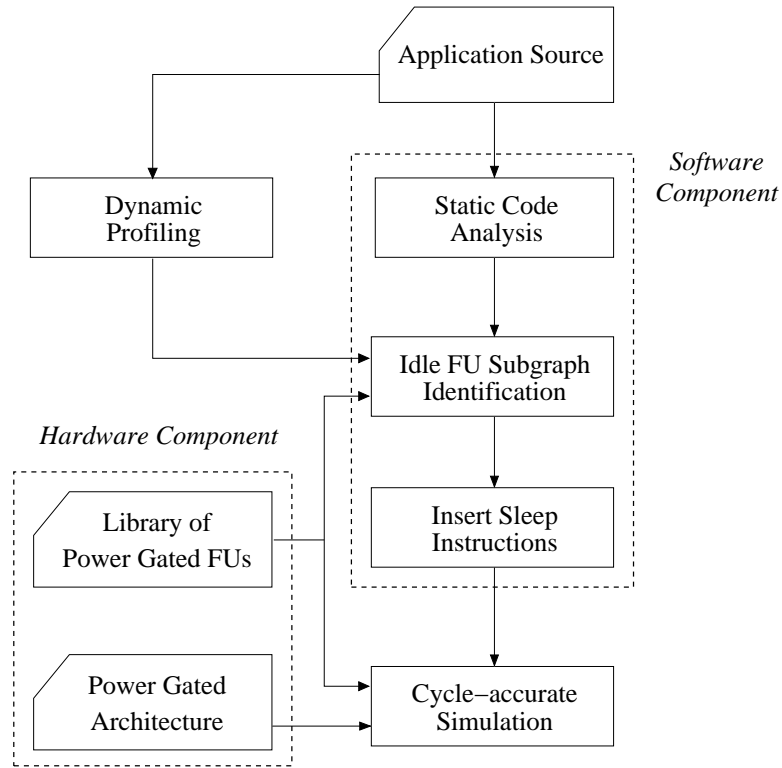 Application Source
Software
Component
Dynamic
Profiling
Static Code
Analysis
Idle FU Subgraph
Identification
Hardware Component
Library of
Power Gated FUs
Insert Sleep
Instructions
Power Gated
Architecture
Cycle−accurate
Simulation